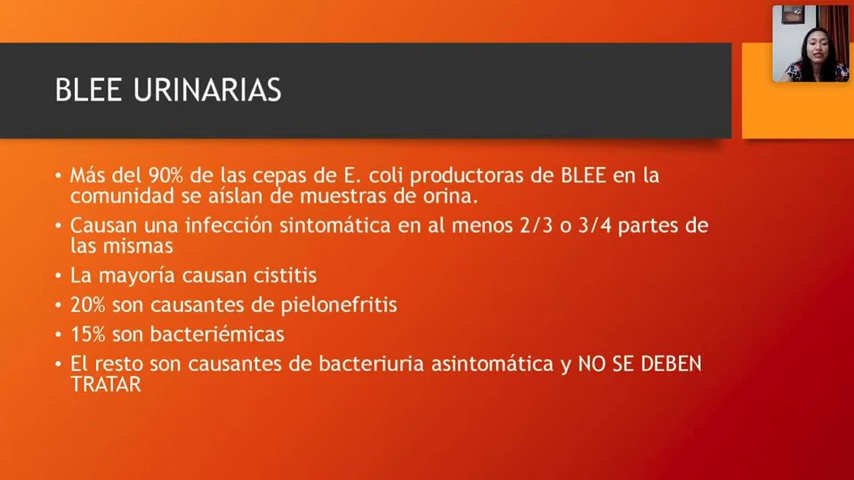 BLEE URINARIAS
• Más del 90% de las cepas de E. coli productoras de BLEE en la
comunidad se aíslan de muestras de orina.
• Causan una infección sintomática en al menos 2/3 o 3/4 partes de
las mismas
• La mayoría causan cistitis
• 20% son causantes de pielonefritis
• 15% son bacteriémicas
• El resto son causantes de bacteriuria asintomática y NO SE DEBEN
TRATAR